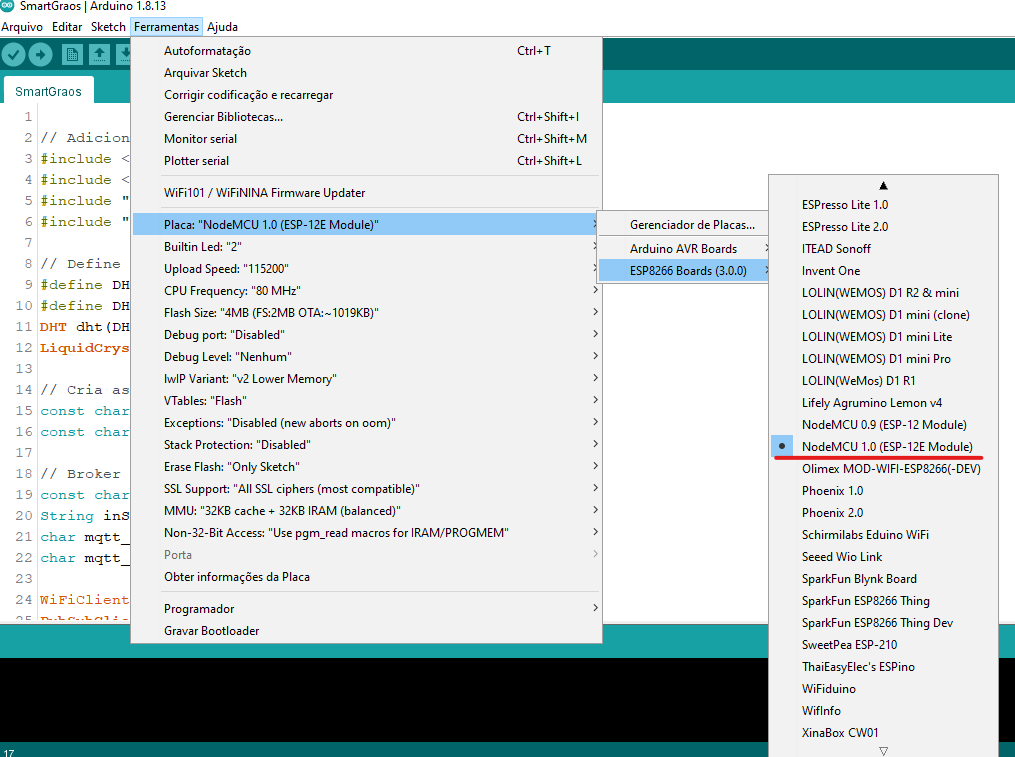 SmartGraos | Arduino 1.8.13
Arquivo Editar Sketch Ferramentas Ajuda
SmartGraos
1
2 // Adicion
3 #include <
4 #include <
5 #include "
6 #include "
7
8 // Define
9 #define DH
10 #define DH
11 DHT dht(DH
12 LiquidCrys
13
14 // Cria as
15 const char
16 const char
17
18 // Broker
19 const char
20 String inS
21 char mqtt_
22 char mqtt_
23
24 WiFiClient
25 PubSubClie
Autoformatação Ctrl+T
Arquivar Sketch
Corrigir codificação e recarregar
Gerenciar Bibliotecas... Ctrl+Shift+I
Monitor serial Ctrl+Shift+M
Plotter serial Ctrl+Shift+L
WiFi101 / WiFiNINA Firmware Updater
Placa: "NodeMCU 1.0 (ESP-12E Module)"
Builtin Led: "2"
Upload Speed: "115200"
CPU Frequency: "80 MHz"
Flash Size: "4MB (FS:2MB OTA:~1019KB)"
Debug port: "Disabled"
Debug Level: "Nenhum"
lwIP Variant: "v2 Lower Memory"
VTables: "Flash"
Exceptions: "Disabled (new aborts on oom)"
Stack Protection: "Disabled"
Erase Flash: "Only Sketch"
SSL Support: "All SSL ciphers (most compatible)"
MMU: "32KB cache + 32KB IRAM (balanced)"
Non-32-Bit Access: "Use pgm_read macros for IRAM/PROGMEM"
Porta
Obter informações da Placa
Programador
Gravar Bootloader
Gerenciador de Placas...
Arduino AVR Boards
ESP8266 Boards (3.0.0)
ESPresso Lite 1.0
ESPresso Lite 2.0
ITEAD Sonoff
Invent One
LOLIN(WEMOS) D1 R2 & mini
LOLIN(WEMOS) D1 mini (clone)
LOLIN(WEMOS) D1 mini Lite
LOLIN(WEMOS) D1 mini Pro
LOLIN(WeMos) D1 R1
Lifely Agrumino Lemon v4
NodeMCU 0.9 (ESP-12 Module)
NodeMCU 1.0 (ESP-12E Module)
Olimex MOD-WIFI-ESP8266(-DEV)
Phoenix 1.0
Phoenix 2.0
Schirmilabs Eduino WiFi
Seeed Wio Link
SparkFun Blynk Board
SparkFun ESP8266 Thing
SparkFun ESP8266 Thing Dev
SweetPea ESP-210
ThaiEasyElec's ESPino
WiFiduino
WifInfo
XinaBox CW01
17